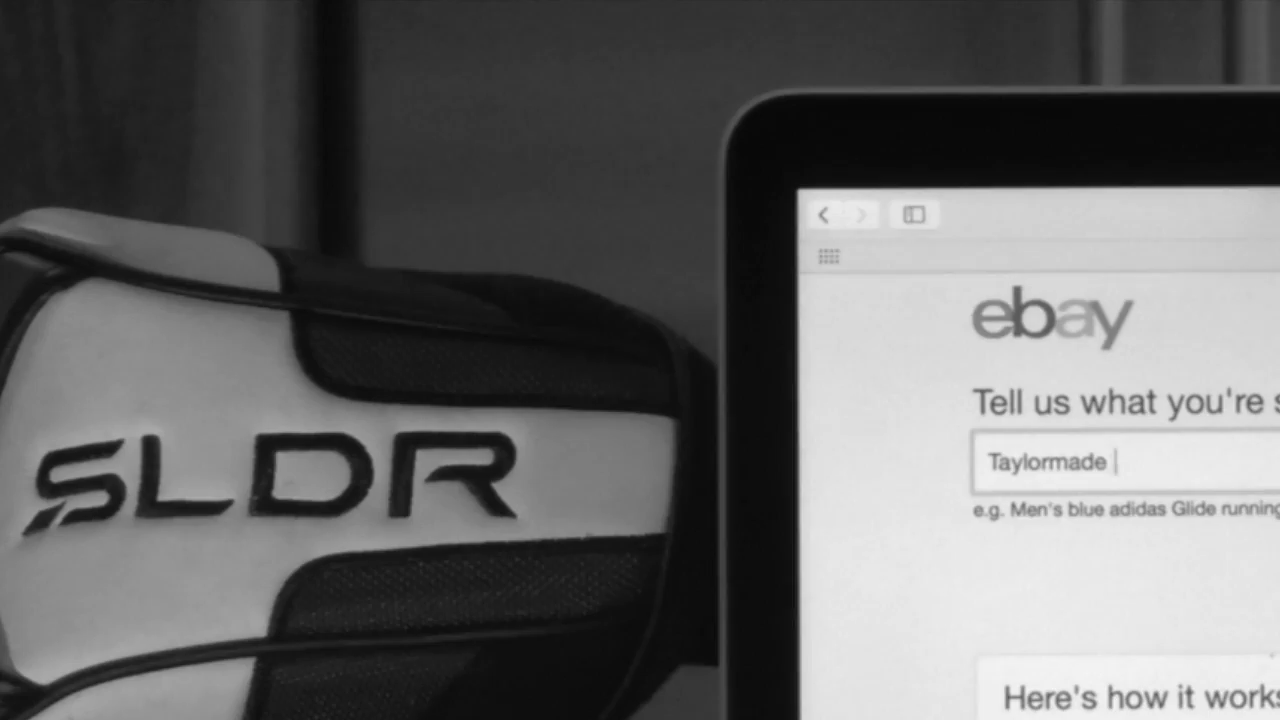 SLDR
ebay
Tell us what you're s
Taylormade
e.g. Men's blue adidas Glide running
Here's how it works